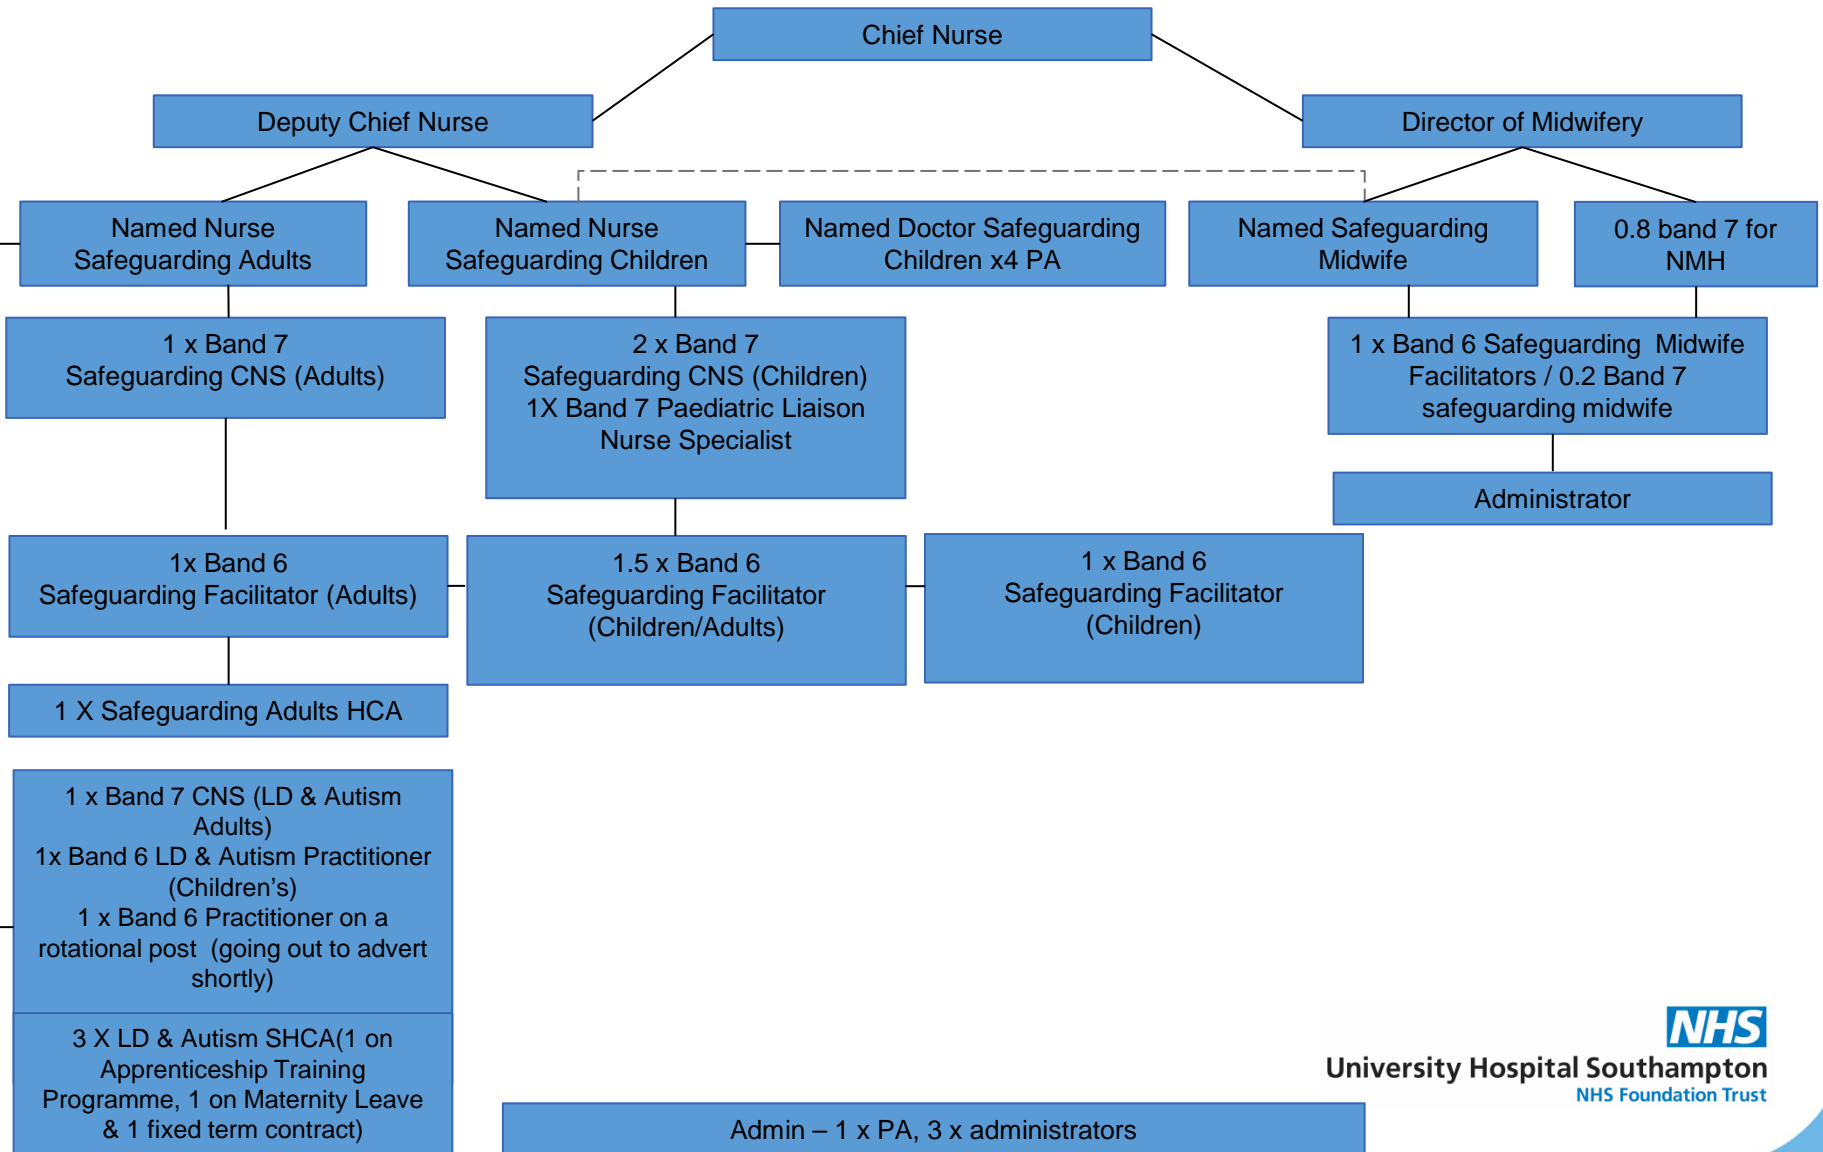 Chief Nurse
Deputy Chief Nurse
Director of Midwifery
Named Nurse
Safeguarding Adults
Named Nurse
Safeguarding Children
Named Doctor Safeguarding
Children x4 PA
Named Safeguarding
Midwife
0.8 band 7 for
NMH
1 x Band 7
Safeguarding CNS (Adults)
2 x Band 7
Safeguarding CNS (Children)
1X Band 7 Paediatric Liaison
Nurse Specialist
1 x Band 6 Safeguarding  Midwife
Facilitators / 0.2 Band 7
safeguarding midwife
Administrator
1x Band 6
Safeguarding Facilitator (Adults)
1.5 x Band 6
Safeguarding Facilitator
(Children/Adults)
1 x Band 6
Safeguarding Facilitator
(Children)
1 X Safeguarding Adults HCA
1 x Band 7 CNS (LD & Autism
Adults)
1x Band 6 LD & Autism Practitioner
(Children’s)
1 x Band 6 Practitioner on a
rotational post  (going out to advert
shortly)
3 X LD & Autism SHCA(1 on
Apprenticeship Training
Programme, 1 on Maternity Leave
& 1 fixed term contract)
Admin – 1 x PA, 3 x administrators
NHS
University Hospital Southampton
NHS Foundation Trust